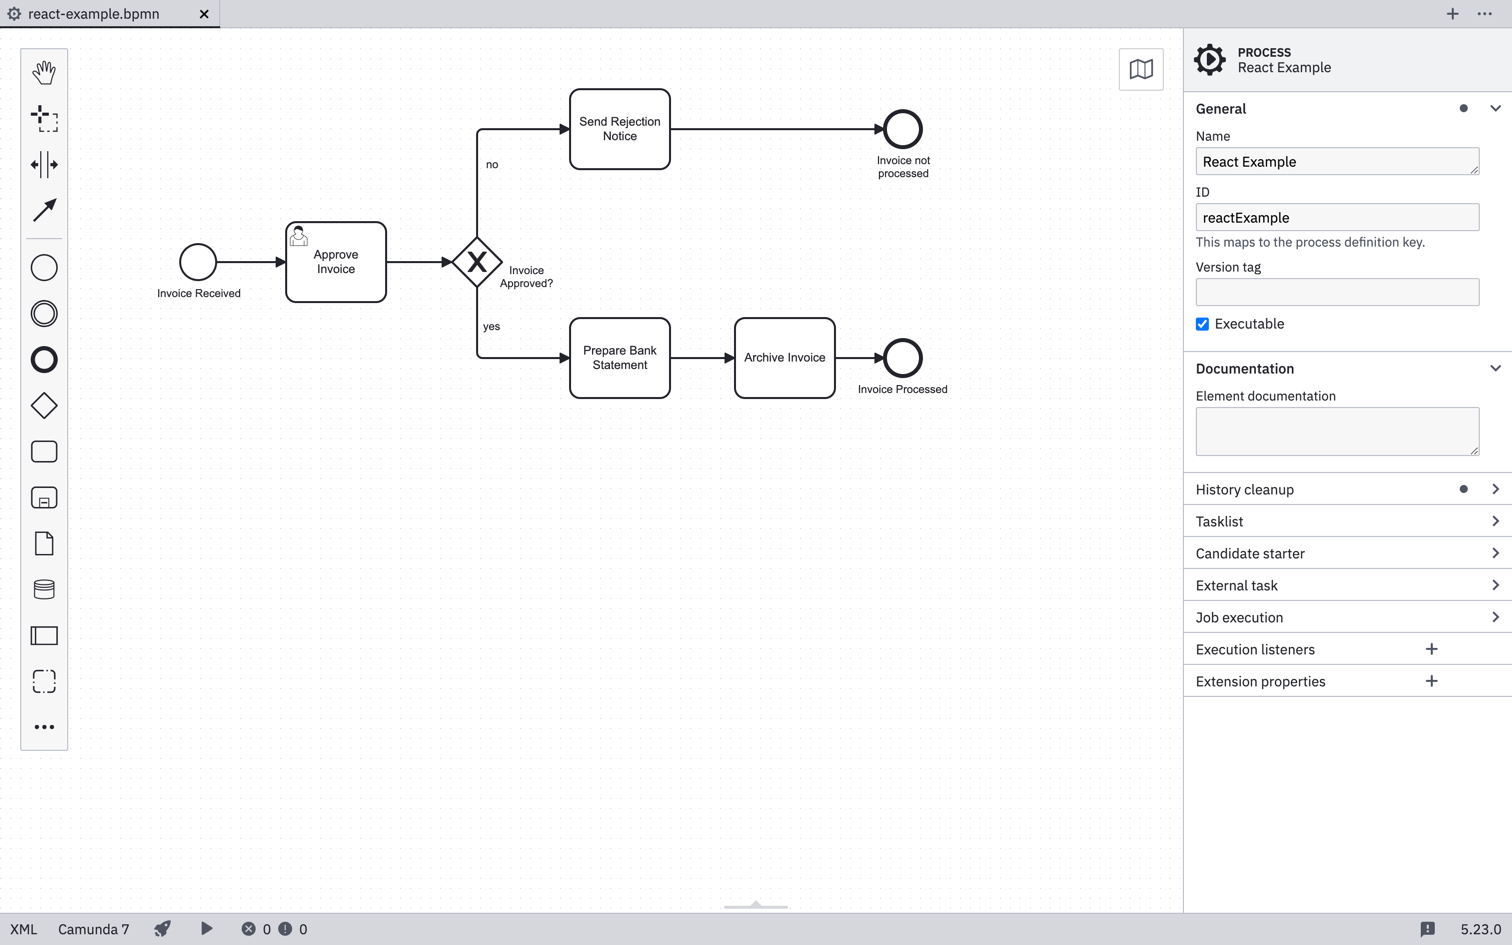 react-example.bpmn
PROCESS
React Example
General
Name
React Example
ID
reactExample
This maps to the process definition key.
Version tag
Executable
Documentation
Element documentation
History cleanup
Tasklist
Candidate starter
External task
Job execution
Execution listeners
Extension properties
Send Rejection
Notice
Invoice not
processed
no
Approve
Invoice
Invoice Received
Invoice
Approved?
yes
Prepare Bank
Statement
Archive Invoice
Invoice Processed
XML
Camunda 7
0
0
5.23.0